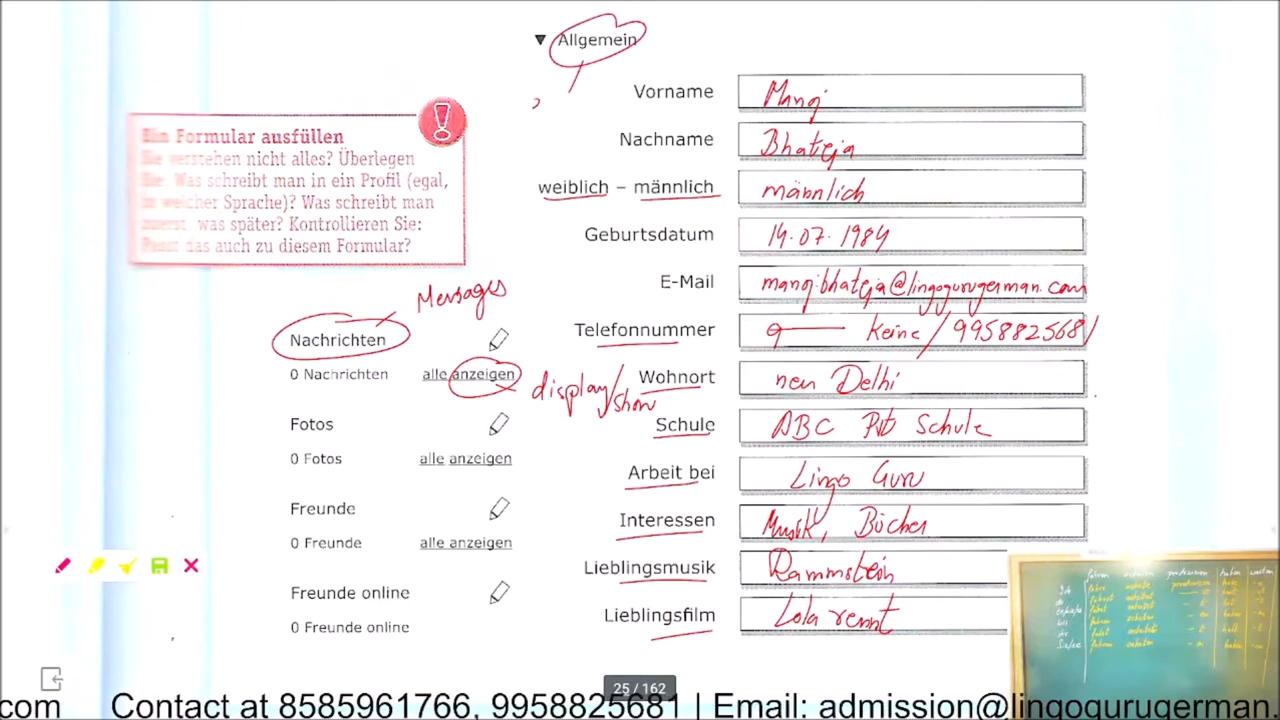 Allgemein
Vorname Manoj
Nachname Bhateja
weiblich – männlich männlich
Geburtsdatum 14.07.1984
E-Mail manoj.bhateja@lingogurugerman.com
Telefonnummer 9 keine / 9958825681
Wohnort neu Delhi
Schule ABC Pvt Schule
Arbeit bei Lingo Guru
Interessen Musik, Bücher
Lieblingsmusik Rammstein
Lieblingsfilm Lola rennt
Ein Formular ausfüllen
Sie verstehen nicht alles? Überlegen
Sie. Was schreibt man in ein Profil (egal,
in welcher Sprache)? Was schreibt man
zuerst, was später? Kontrollieren Sie:
Passt das auch zu diesem Formular?
Messages
Nachrichten
0 Nachrichten alle anzeigen
display/show
Fotos
0 Fotos alle anzeigen
Freunde
0 Freunde alle anzeigen
Freunde online
0 Freunde online
25 / 162
com Contact at 8585961766, 9958825681 | Email: admission@lingogurugerman.